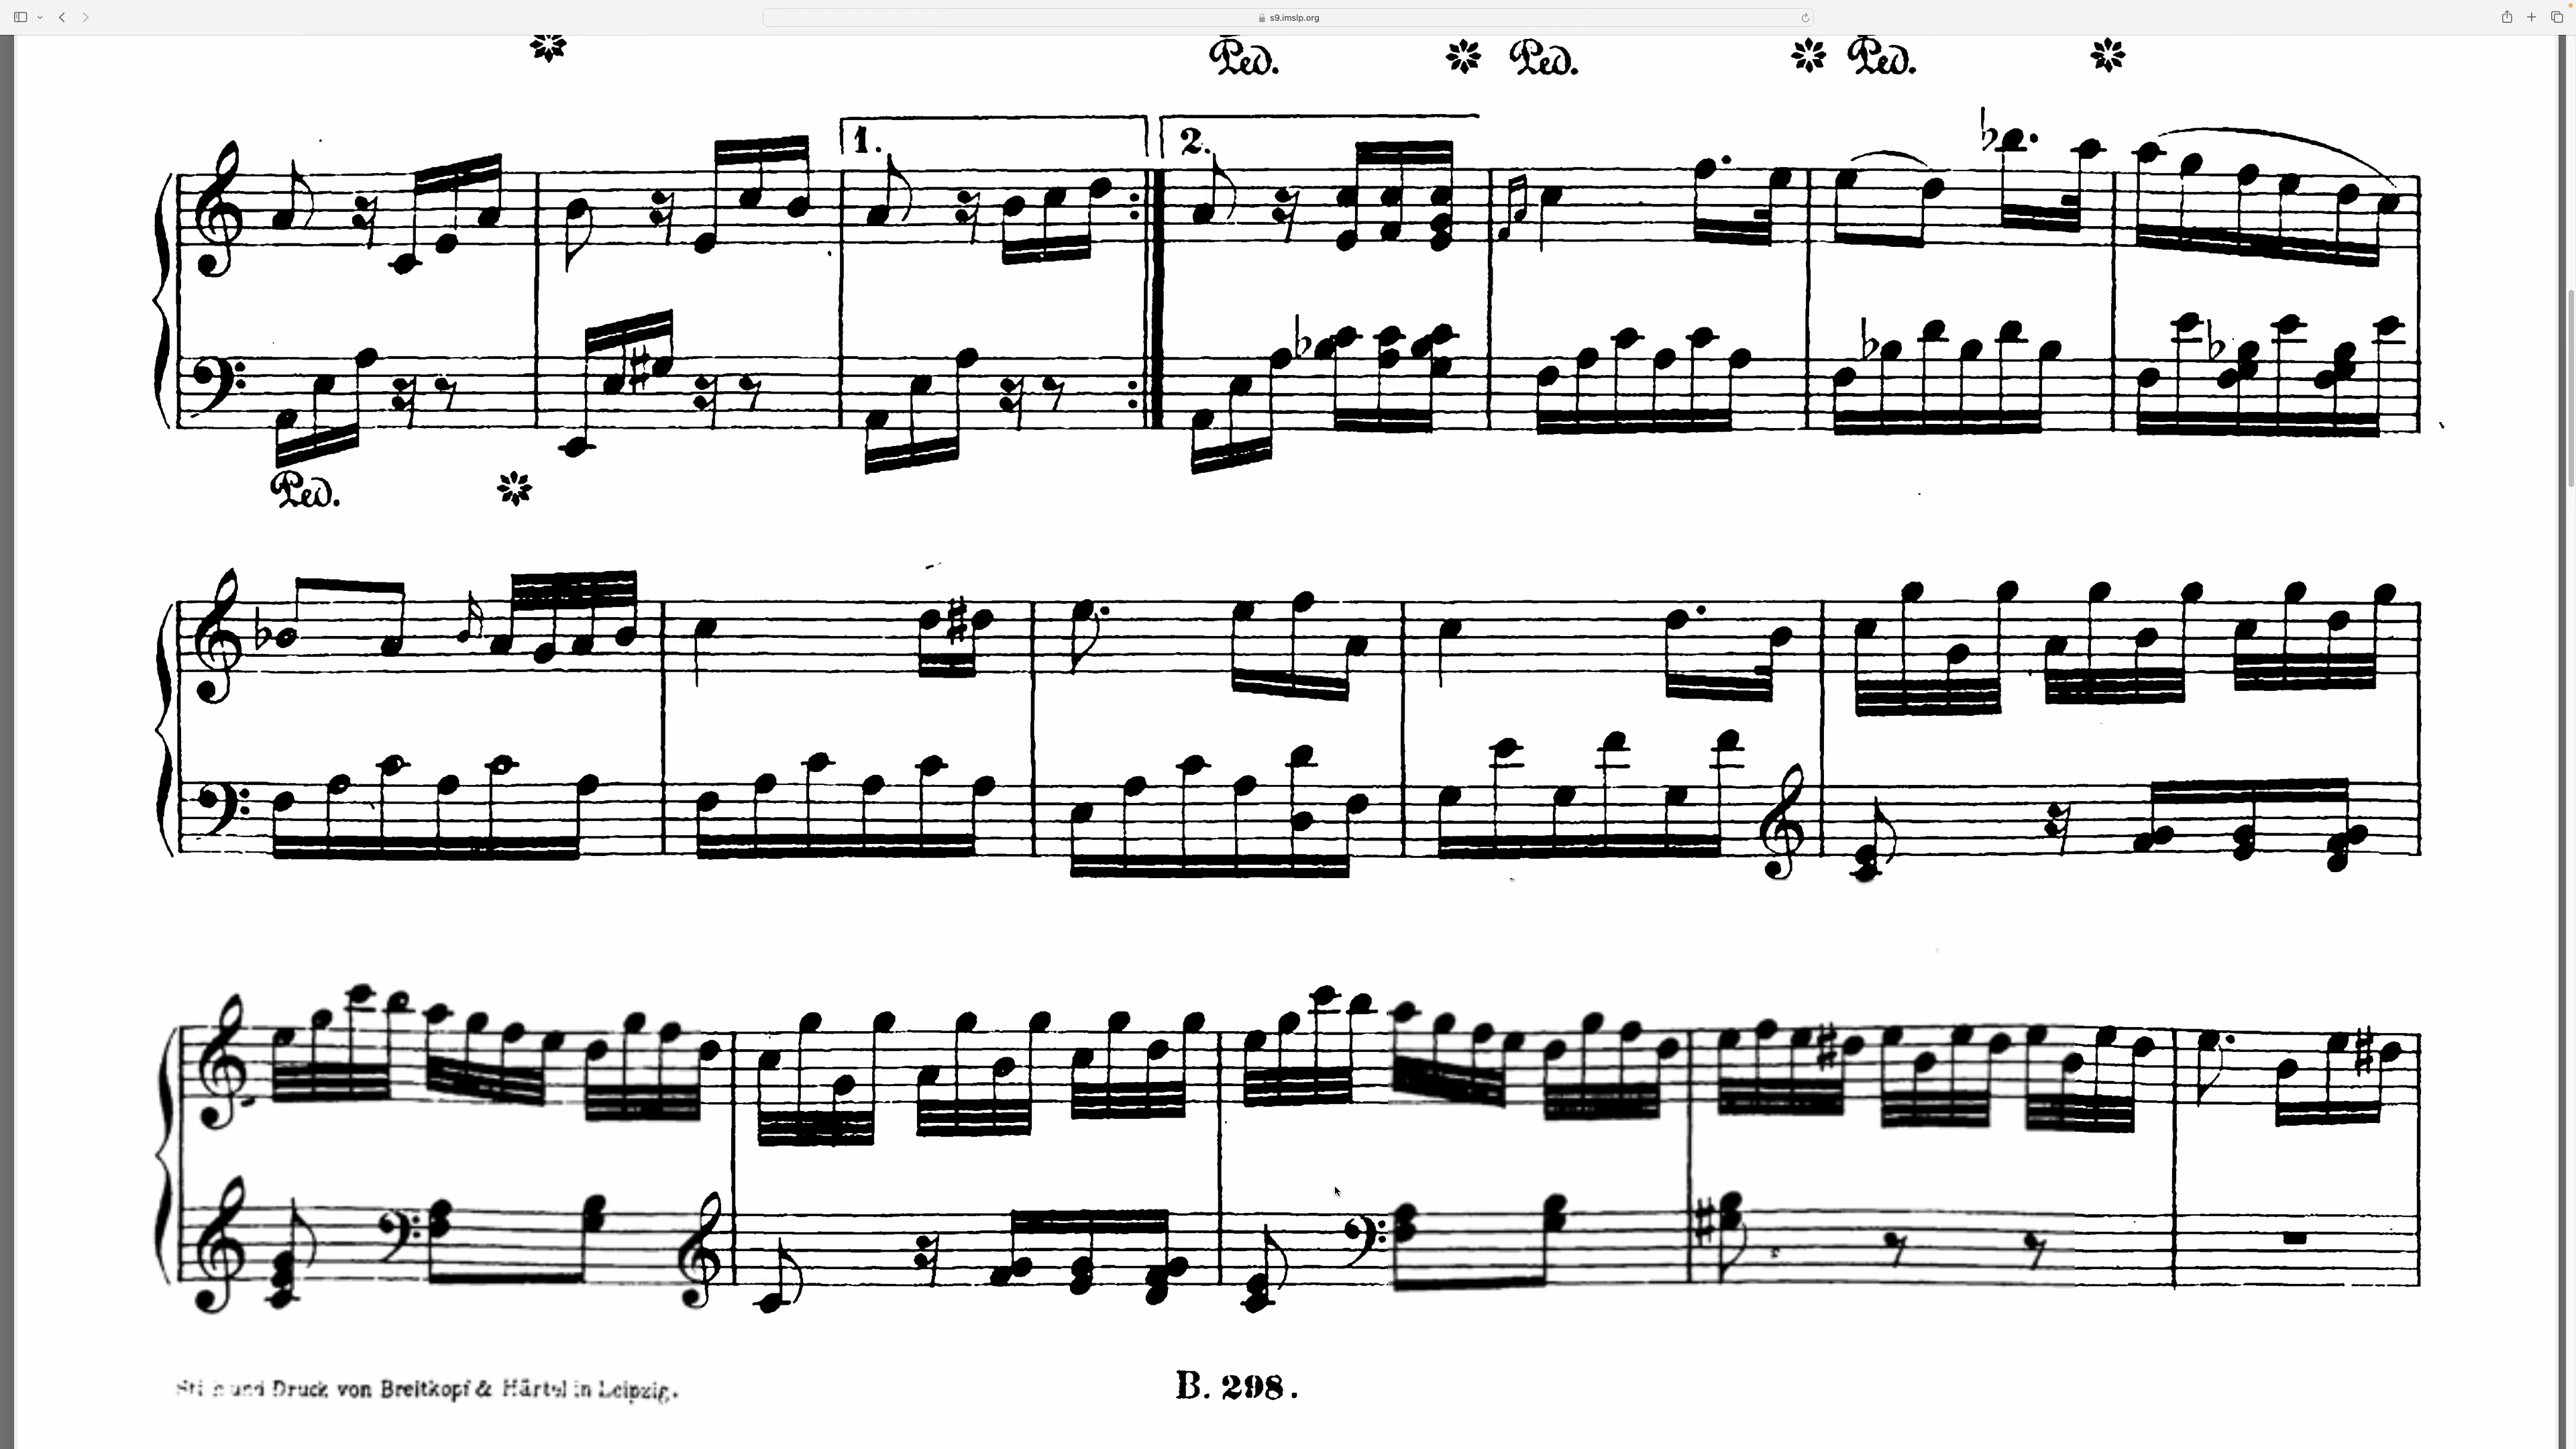 s9.imslp.org
Ped. Ped. Ped.
1. 2.
Ped.
und Druck von Breitkopf & Härtel in Leipzig.
B. 298.